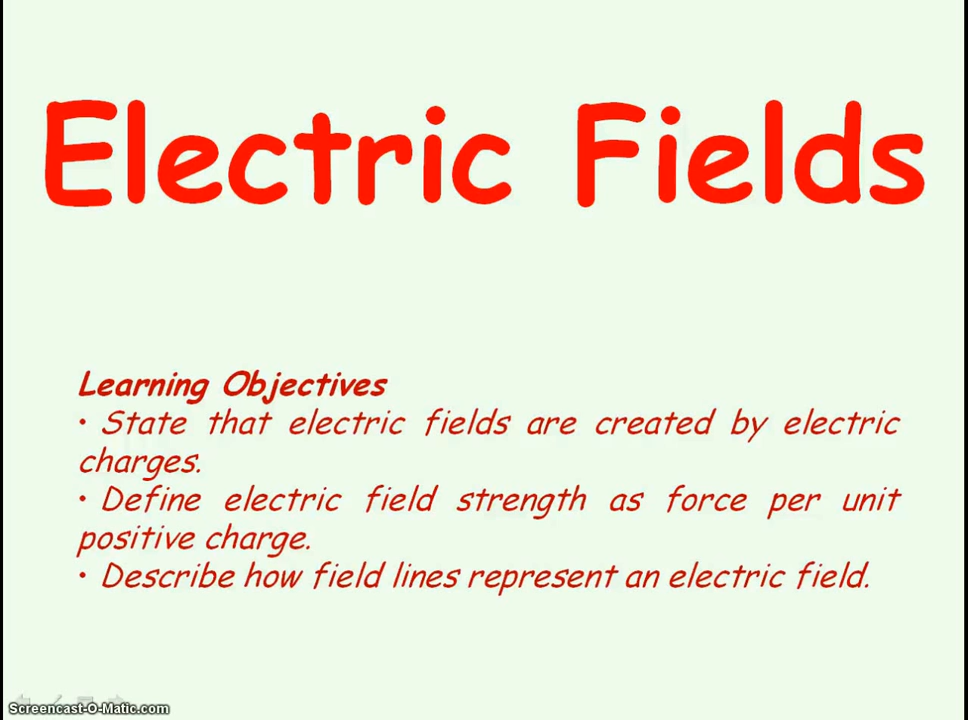 Electric Fields
Learning Objectives
• State that electric fields are created by electric
charges.
• Define electric field strength as force per unit
positive charge.
• Describe how field lines represent an electric field.
Screencast-O-Matic.com